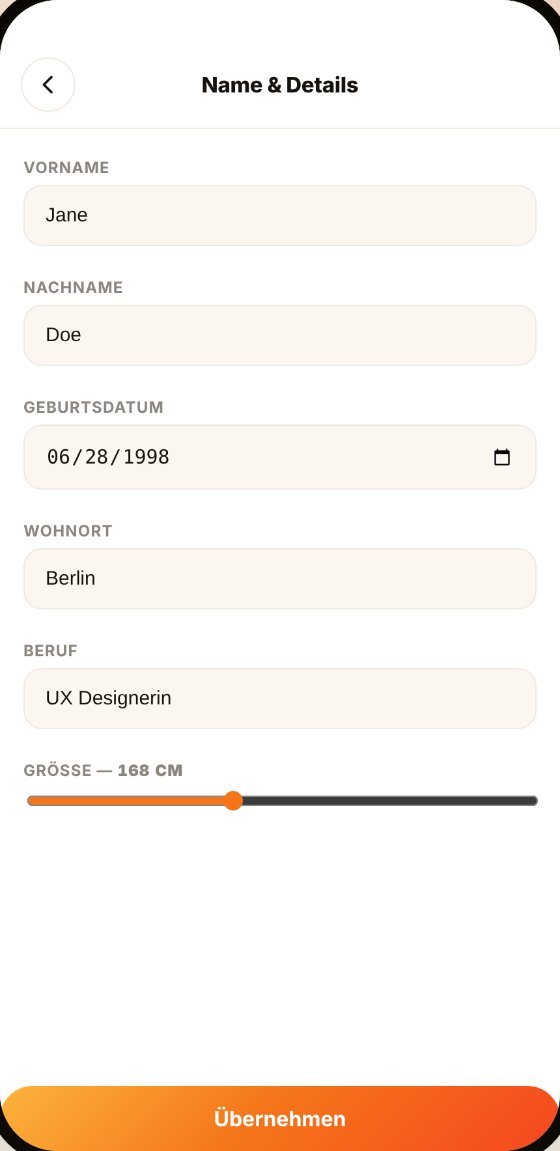 Name & Details
VORNAME
Jane
NACHNAME
Doe
GEBURTSDATUM
06/28/1998
WOHNORT
Berlin
BERUF
UX Designerin
GRÖSSE — 168 CM
Übernehmen